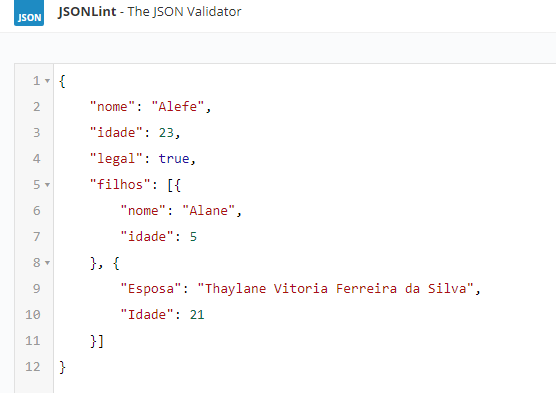 JSON JSONLint - The JSON Validator
1 {
2     "nome": "Alefe",
3     "idade": 23,
4     "legal": true,
5     "filhos": [{
6         "nome": "Alane",
7         "idade": 5
8     }, {
9         "Esposa": "Thaylane Vitoria Ferreira da Silva",
10         "Idade": 21
11     }]
12 }